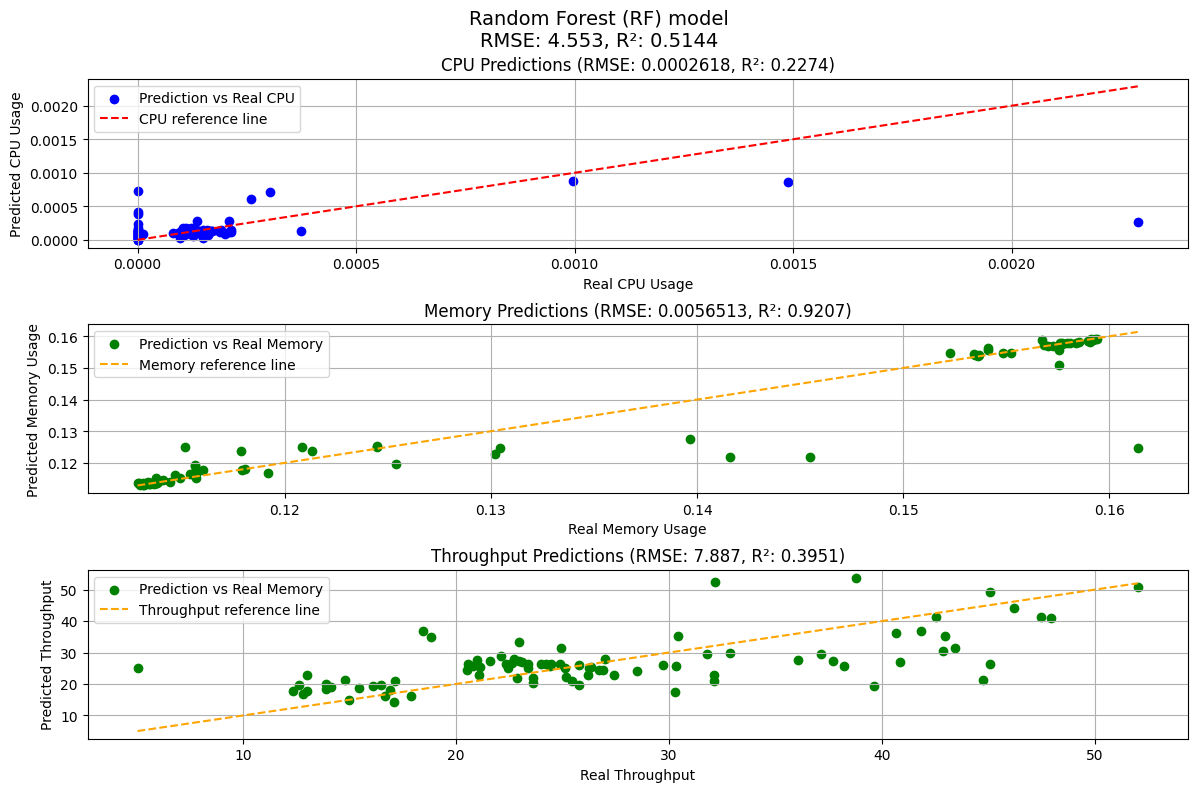 Random Forest (RF) model
RMSE: 4.553, R²: 0.5144
CPU Predictions (RMSE: 0.0002618, R²: 0.2274)
Predicted CPU Usage
0.0020
0.0015
0.0010
0.0005
0.0000
Prediction vs Real CPU
CPU reference line
0.0000 0.0005 0.0010 0.0015 0.0020
Real CPU Usage
Memory Predictions (RMSE: 0.0056513, R²: 0.9207)
Predicted Memory Usage
0.16
0.15
0.14
0.13
0.12
Prediction vs Real Memory
Memory reference line
0.12 0.13 0.14 0.15 0.16
Real Memory Usage
Throughput Predictions (RMSE: 7.887, R²: 0.3951)
Predicted Throughput
50
40
30
20
10
Prediction vs Real Memory
Throughput reference line
10 20 30 40 50
Real Throughput